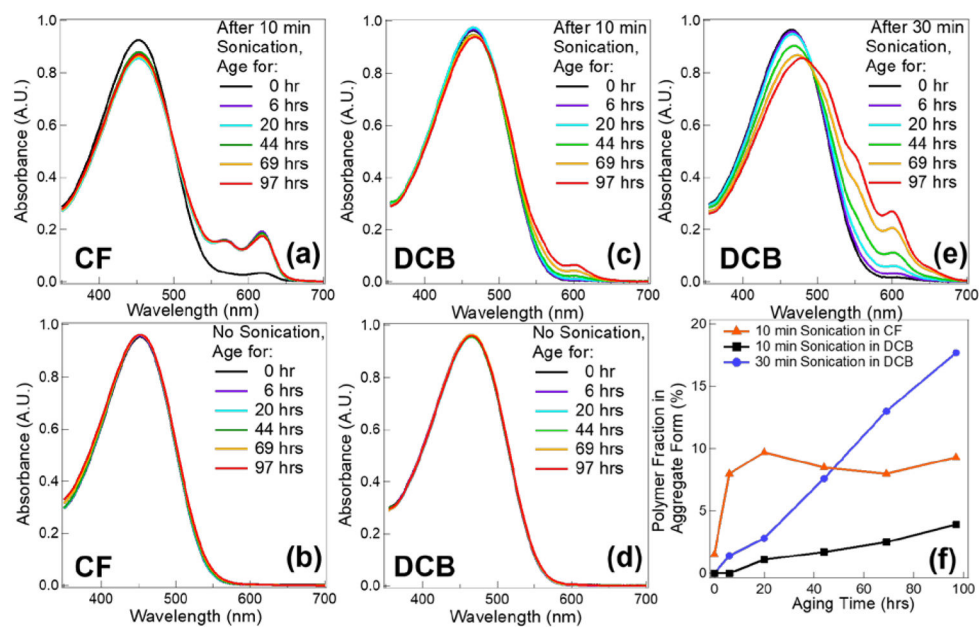 After 10 min
Sonication,
Age for:
0 hr
6 hrs
20 hrs
44 hrs
69 hrs
97 hrs
CF
(a)
Absorbance (A.U.)
1.0
0.8
0.6
0.4
0.2
0.0
400 500 600 700
Wavelength (nm)
After 10 min
Sonication,
Age for:
0 hr
6 hrs
20 hrs
44 hrs
69 hrs
97 hrs
DCB
(c)
Absorbance (A.U.)
1.0
0.8
0.6
0.4
0.2
0.0
400 500 600 700
Wavelength (nm)
After 30 min
Sonication,
Age for:
0 hr
6 hrs
20 hrs
44 hrs
69 hrs
97 hrs
DCB
(e)
Absorbance (A.U.)
1.0
0.8
0.6
0.4
0.2
0.0
400 500 600 700
Wavelength (nm)
No Sonication,
Age for:
0 hr
6 hrs
20 hrs
44 hrs
69 hrs
97 hrs
CF
(b)
Absorbance (A.U.)
1.0
0.8
0.6
0.4
0.2
0.0
400 500 600 700
Wavelength (nm)
No Sonication,
Age for:
0 hr
6 hrs
20 hrs
44 hrs
69 hrs
97 hrs
DCB
(d)
Absorbance (A.U.)
1.0
0.8
0.6
0.4
0.2
0.0
400 500 600 700
Wavelength (nm)
10 min Sonication in CF
10 min Sonication in DCB
30 min Sonication in DCB
(f)
Polymer Fraction in
Aggregate Form (%)
20
15
10
5
0
0 20 40 60 80 100
Aging Time (hrs)